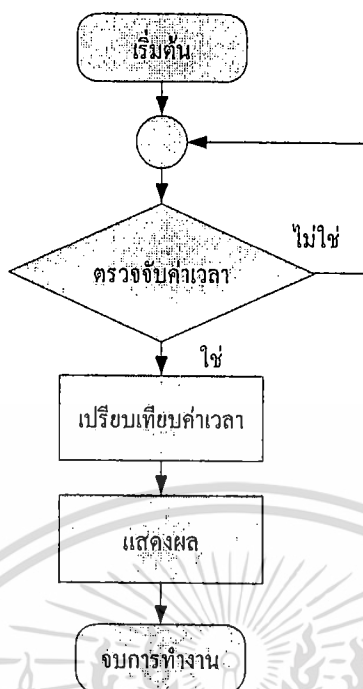 เริ่มต้น
ไม่ใช่
ตรวจจับค่าเวลา
ใช่
เปรียบเทียบค่าเวลา
แสดงผล
จบการทำงาน